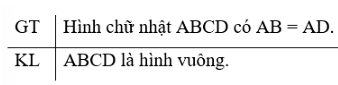 GT Hình chữ nhật ABCD có AB = AD.
KL ABCD là hình vuông.